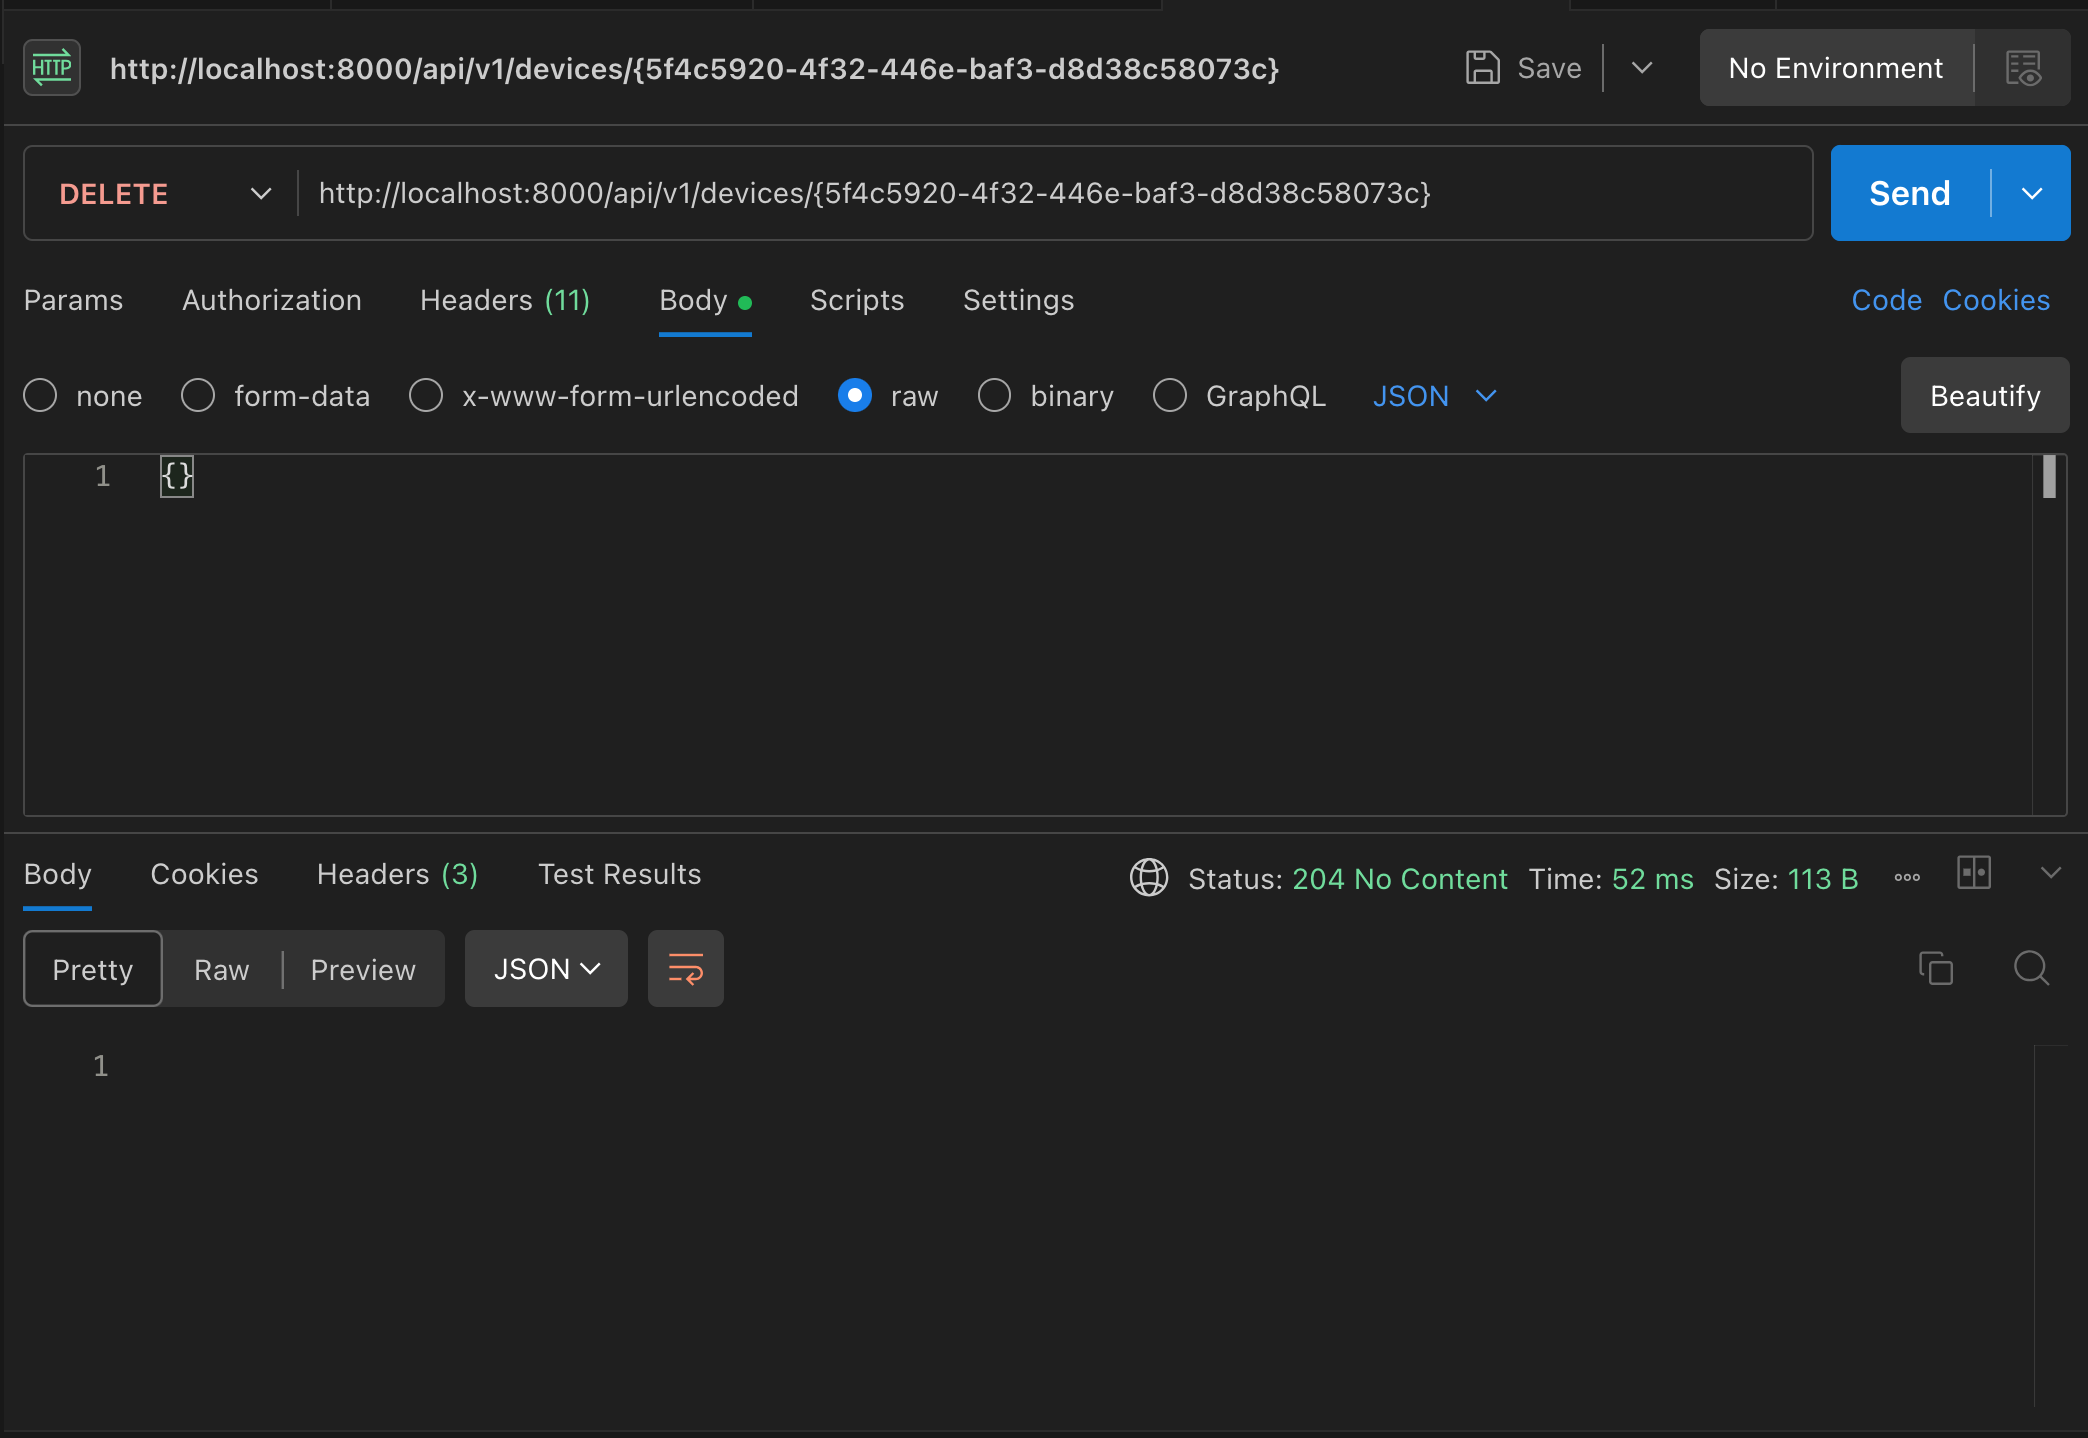 HTTP http://localhost:8000/api/v1/devices/{5f4c5920-4f32-446e-baf3-d8d38c58073c} Save No Environment
DELETE http://localhost:8000/api/v1/devices/{5f4c5920-4f32-446e-baf3-d8d38c58073c} Send
Params Authorization Headers (11) Body Scripts Settings Code Cookies
none form-data x-www-form-urlencoded raw binary GraphQL JSON Beautify
1 {}
Body Cookies Headers (3) Test Results Status: 204 No Content Time: 52 ms Size: 113 B
Pretty Raw Preview JSON
1